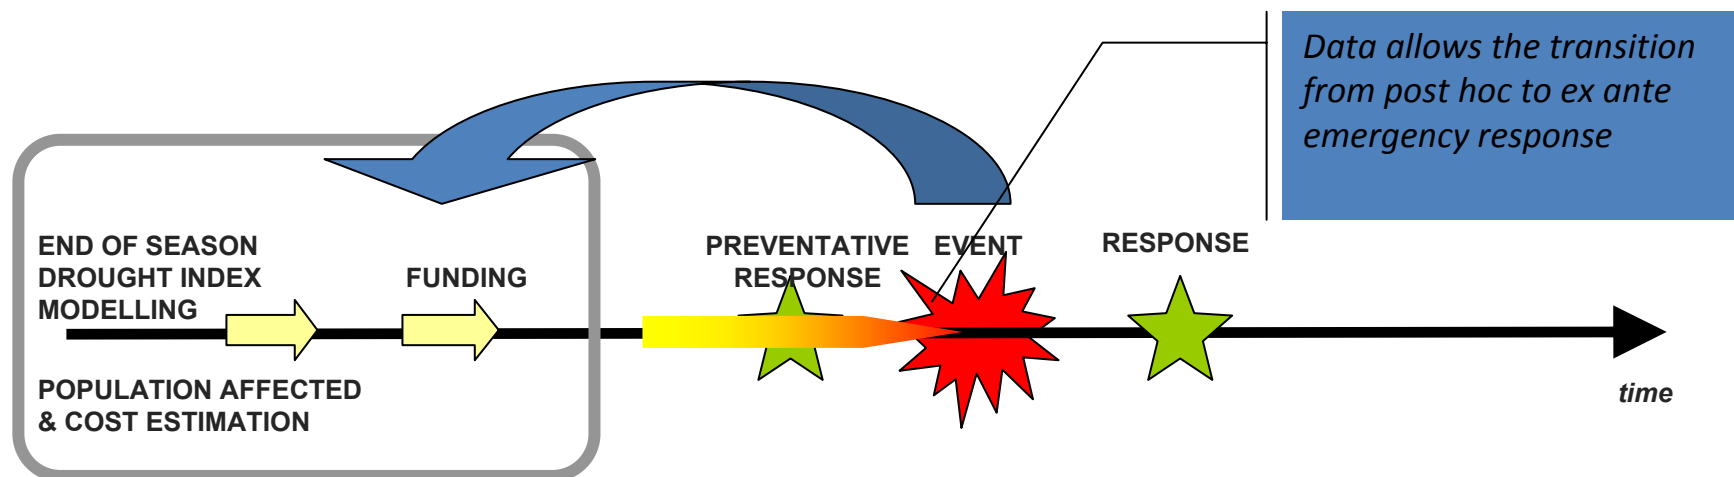 Data allows the transition
from post hoc to ex ante
emergency response
END OF SEASON
DROUGHT INDEX
MODELLING
FUNDING
PREVENTATIVE
RESPONSE
EVENT
RESPONSE
POPULATION AFFECTED
& COST ESTIMATION
time